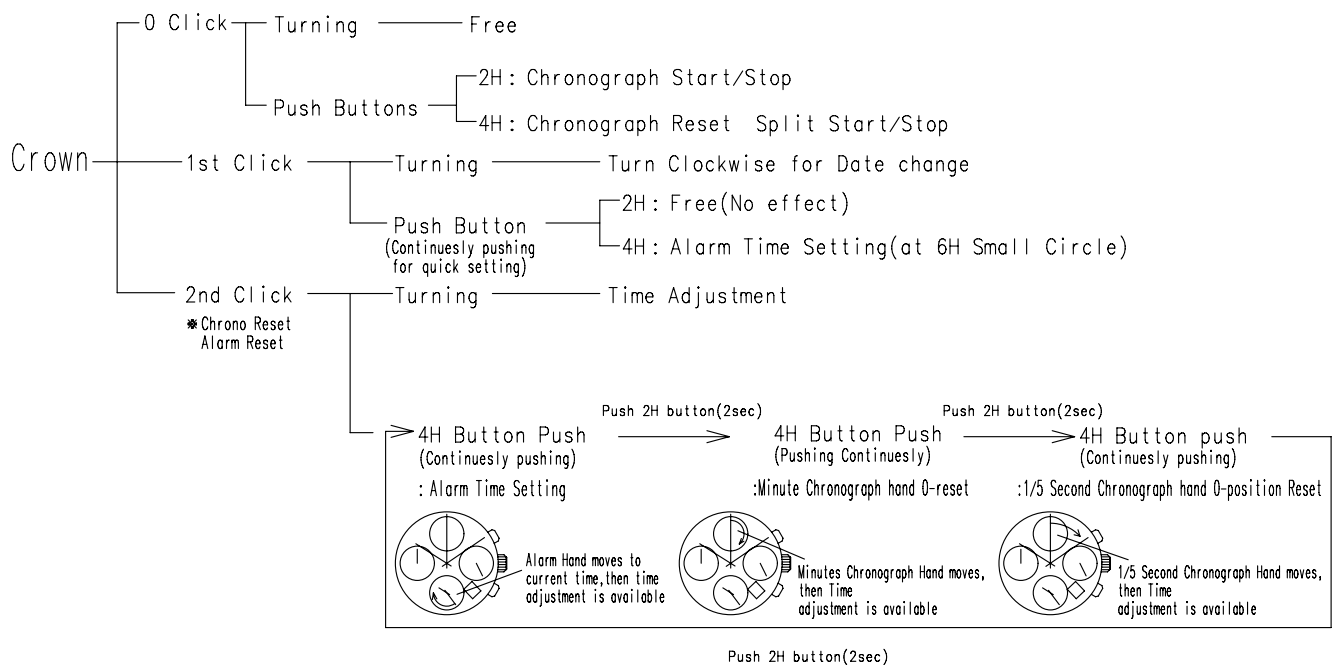 0 Click
Turning
Free
Push Buttons
2H: Chronograph Start/Stop
4H: Chronograph Reset Split Start/Stop
Crown
1st Click
Turning
Turn Clockwise for Date change
Push Button
(Continuesly pushing
for quick setting)
2H: Free(No effect)
4H: Alarm Time Setting(at 6H Small Circle)
2nd Click
※Chrono Reset
Alarm Reset
Turning
Time Adjustment
4H Button Push
(Continuesly pushing)
: Alarm Time Setting
Alarm Hand moves to
current time,then time
adjustment is available
Push 2H button(2sec)
4H Button Push
(Pushing Continuesly)
:Minute Chronograph hand 0-reset
Minutes Chronograph Hand moves,
then Time
adjustment is available
Push 2H button(2sec)
4H Button push
(Continuesly pushing)
:1/5 Second Chronograph hand 0-position Reset
1/5 Second Chronograph Hand moves,
then Time
adjustment is available
Push 2H button(2sec)